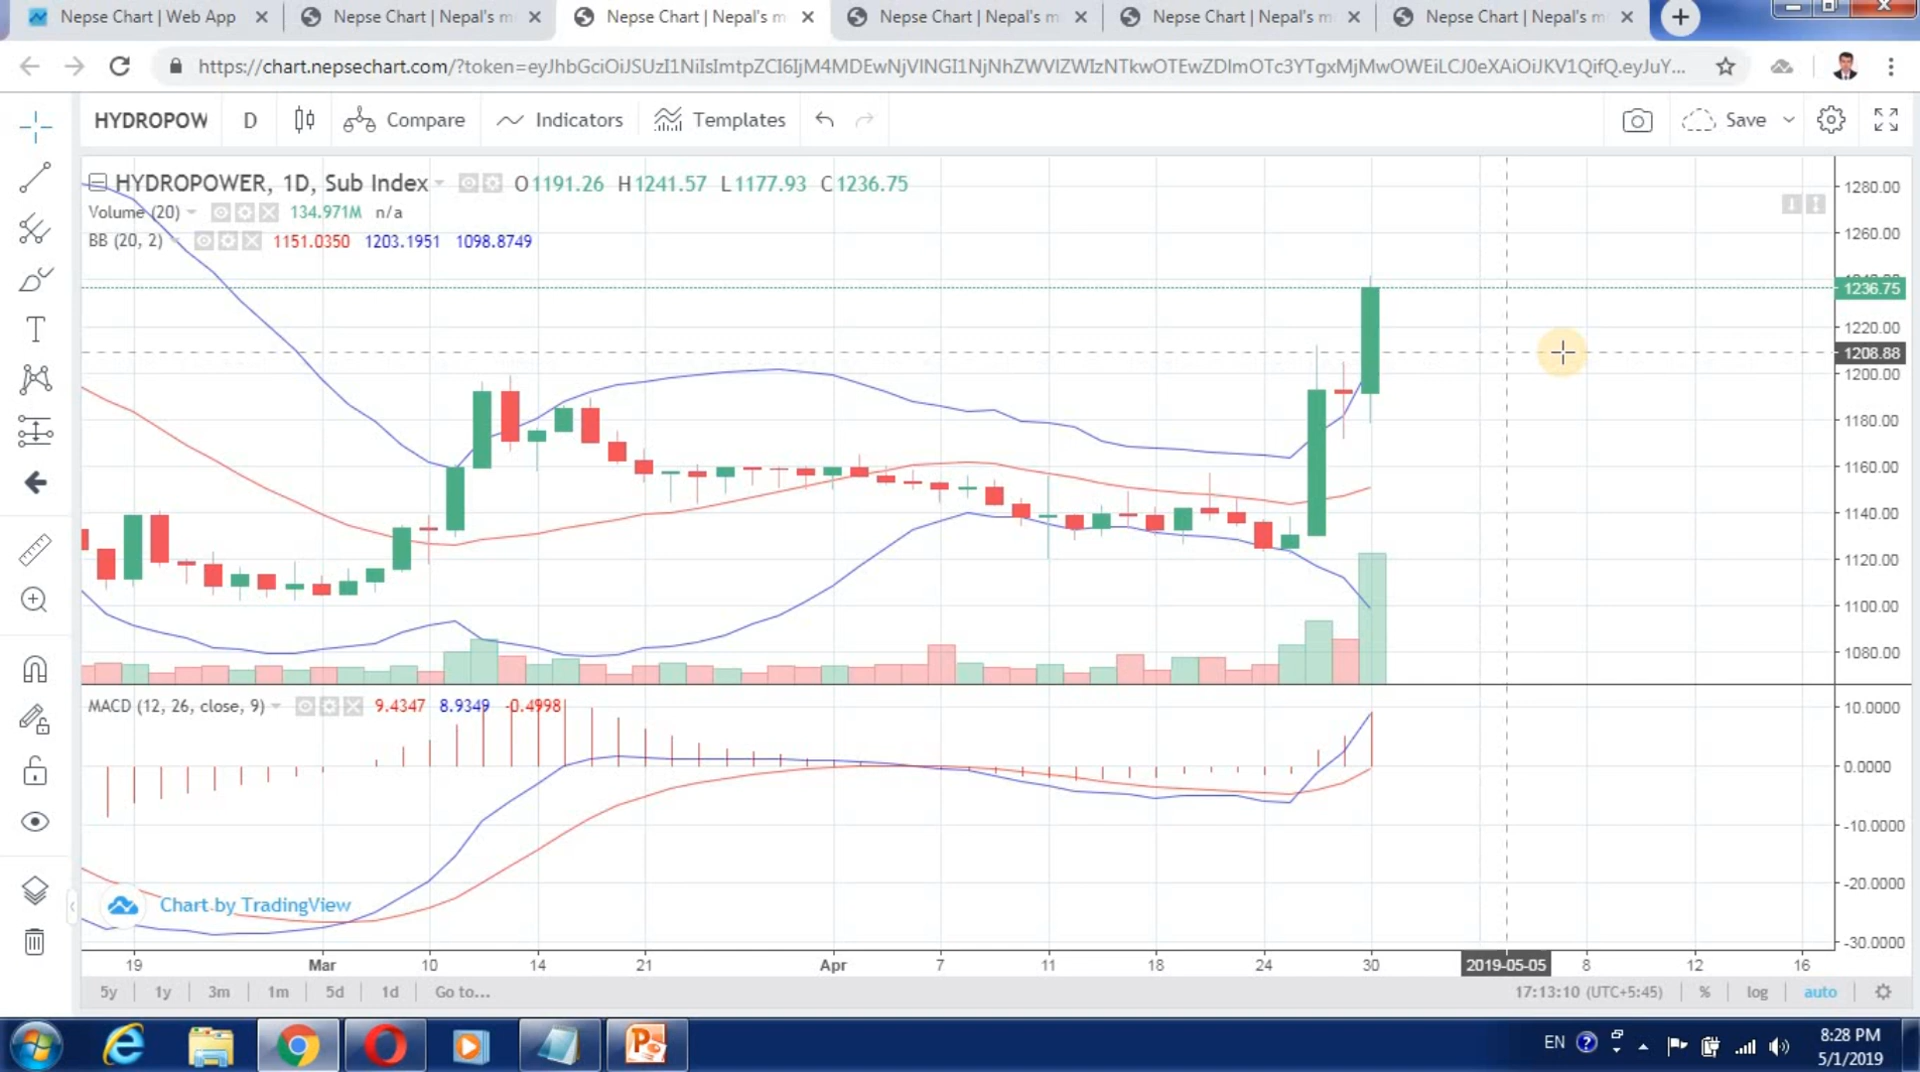 Nepse Chart | Web App
Nepse Chart | Nepal's m
Nepse Chart | Nepal's m
Nepse Chart | Nepal's m
Nepse Chart | Nepal's m
Nepse Chart | Nepal's m
HYDROPOW D Compare Indicators Templates Save
HYDROPOWER, 1D, Sub Index O1191.26 H1241.57 L1177.93 C1236.75
Volume (20) 134.971M n/a
BB (20, 2) 1151.0350 1203.1951 1098.8749
1280.00
1260.00
1236.75
1220.00
1208.88
1200.00
1180.00
1160.00
1140.00
1120.00
1100.00
1080.00
MACD (12, 26, close, 9) 9.4347 8.9349 -0.4998
10.0000
0.0000
-10.0000
-20.0000
-30.0000
Chart by TradingView
19 Mar 10 14 21 Apr 7 11 18 24 30 2019-05-05 8 12 16
5y 1y 3m 1m 5d 1d Go to... 17:13:10 (UTC+5:45) % log auto
EN
8:28 PM
5/1/2019